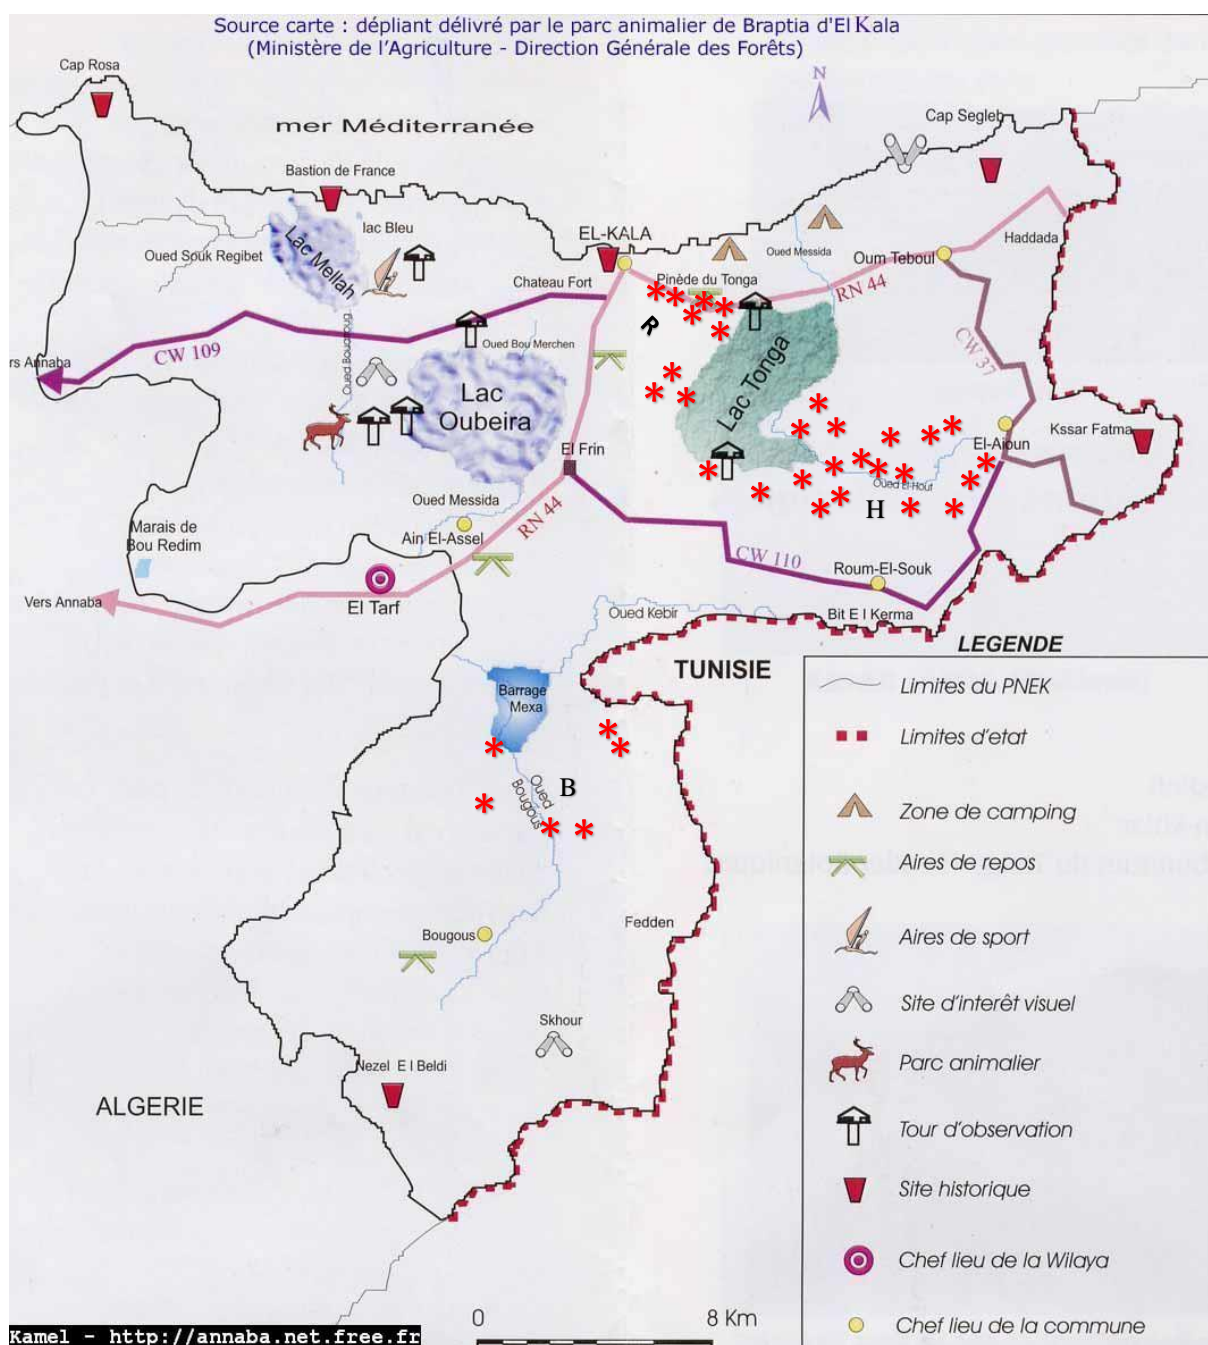 Source carte : dépliant délivré par le parc animalier de Braptia d'El Kala
(Ministère de l'Agriculture - Direction Générale des Forêts)
Cap Rosa
N
Cap Segleb
mer Méditerranée
Bastion de France
lac Bleu
EL-KALA
Oued Messida
Haddada
Oued Souk Regibet
Lac Mellah
Chateau Fort
Pinède du Tonga
Oum Teboul
RN 44
R
CW 109
Oued Bou Merchen
Lac Tonga
CW 37
rs Annaba
Oued Bouaroug
Lac
Oubeira
El Frin
El-Aioun
Kssar Fatma
Oued El-Hout
H
Oued Messida
RN 44
Marais de
Bou Redim
Ain El-Assel
CW 110
Roum-El-Souk
Vers Annaba
El Tarf
Oued Kebir
Bit E l Kerma
LEGENDE
TUNISIE
Barrage
Mexa
Limites du PNEK
Limites d'etat
Oued
Bougous
B
Zone de camping
Aires de repos
Bougous
Fedden
Aires de sport
Skhour
Site d'interêt visuel
Nezel E l Beldi
Parc animalier
ALGERIE
Tour d'observation
Site historique
Chef lieu de la Wilaya
0 8 Km
Chef lieu de la commune
Kamel - http://annaba.net.free.fr